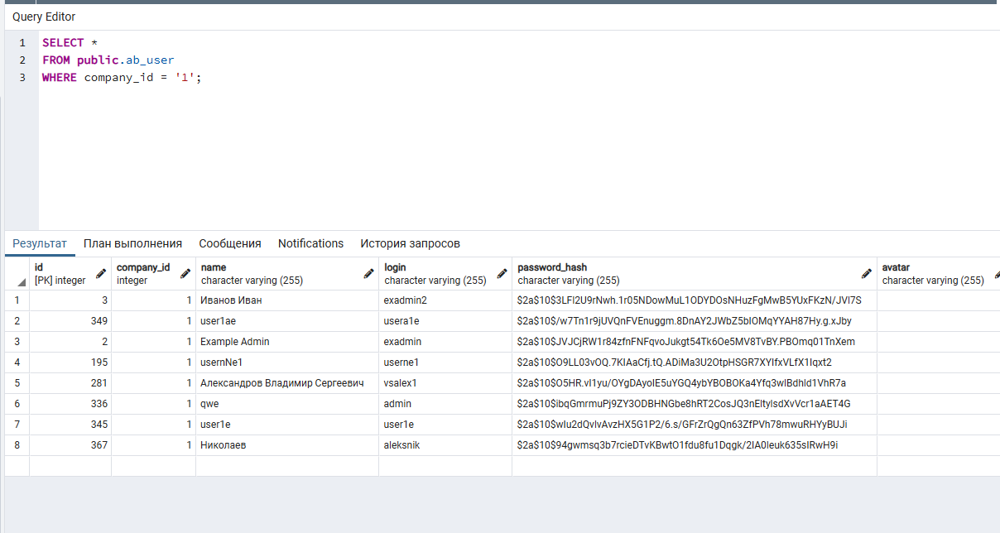 Query Editor
1 SELECT *
2 FROM public.ab_user
3 WHERE company_id = '1';
Результат План выполнения Сообщения Notifications История запросов
id company_id name login password_hash avatar
[PK] integer integer character varying (255) character varying (255) character varying (255) character varying (255)
1 3 1 Иванов Иван exadmin2 $2a$10$3LFI2U9rNwh.1r05NDowMuL1ODYDOsNHuzFgMwB5YUxFKzN/JVl7S
2 349 1 user1ae usera1e $2a$10$/w7Tn1r9jUVQnFVEnuggm.8DnAY2JWbZ5bIOMqYYAH87Hy.g.xJby
3 2 1 Example Admin exadmin $2a$10$JVJCjRW1r84zfnFNFqvoJukgt54Tk6Oe5MV8TvBY.PBOmq01TnXem
4 195 1 usernNe1 userne1 $2a$10$O9LL03vOQ.7KIAaCfj.tQ.ADiMa3U2OtpHSGR7XYIfxVLfX1Iqxt2
5 281 1 Александров Владимир Сергеевич vsalex1 $2a$10$O5HR.vI1yu/OYgDAyoIE5uYGQ4ybYBOBOKa4Yfq3wIBdhld1VhR7a
6 336 1 qwe admin $2a$10$ibqGmrmuPj9ZY3ODBHNGbe8hRT2CosJQ3nEltylsdXvVcr1aAET4G
7 345 1 user1e user1e $2a$10$wIu2dQvIvAvzHX5G1P2/6.s/GFrZrQgQn63ZfPVh78mwuRHYyBUJi
8 367 1 Николаев aleksnik $2a$10$94gwmsq3b7rcieDTvKBwtO1fdu8fu1Dqgk/2IA0leuk635sIRwH9i